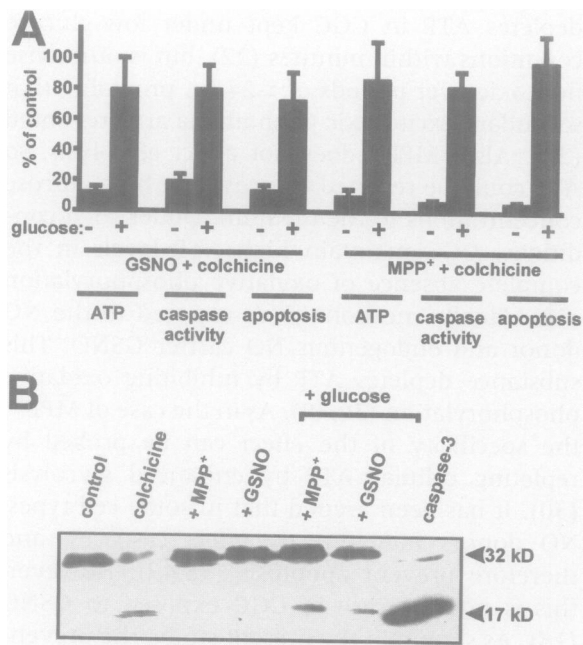 A
% of control
100
80
60
40
20
0
glucose: - + - + - + - + - + - +
GSNO + colchicine MPP⁺ + colchicine
ATP caspase activity apoptosis ATP caspase activity apoptosis
B
+ glucose
control colchicine + MPP⁺ + GSNO + MPP⁺ + GSNO caspase-3
32 kD
17 kD